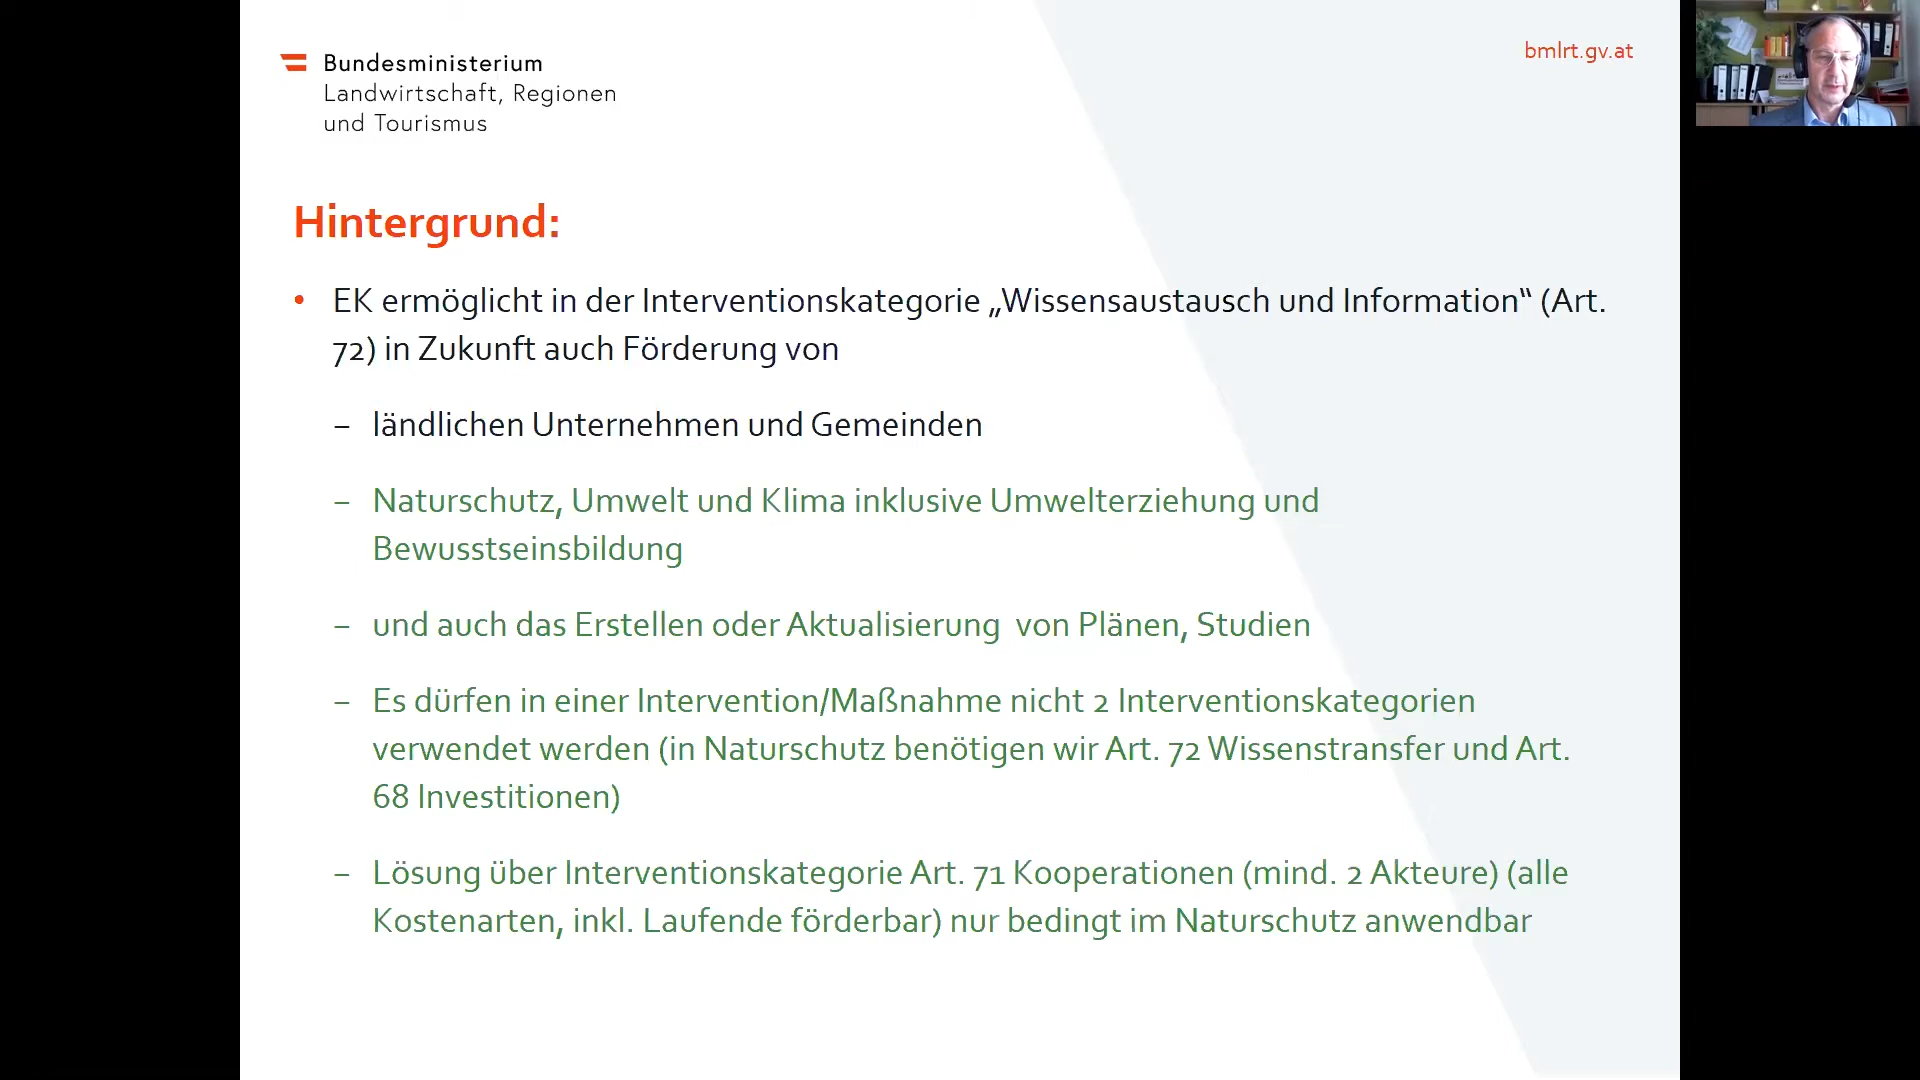 Bundesministerium
Landwirtschaft, Regionen
und Tourismus
bmlrt.gv.at
Hintergrund:
• EK ermöglicht in der Interventionskategorie „Wissensaustausch und Information“ (Art.
72) in Zukunft auch Förderung von
– ländlichen Unternehmen und Gemeinden
– Naturschutz, Umwelt und Klima inklusive Umwelterziehung und
Bewusstseinsbildung
– und auch das Erstellen oder Aktualisierung  von Plänen, Studien
– Es dürfen in einer Intervention/Maßnahme nicht 2 Interventionskategorien
verwendet werden (in Naturschutz benötigen wir Art. 72 Wissenstransfer und Art.
68 Investitionen)
– Lösung über Interventionskategorie Art. 71 Kooperationen (mind. 2 Akteure) (alle
Kostenarten, inkl. Laufende förderbar) nur bedingt im Naturschutz anwendbar